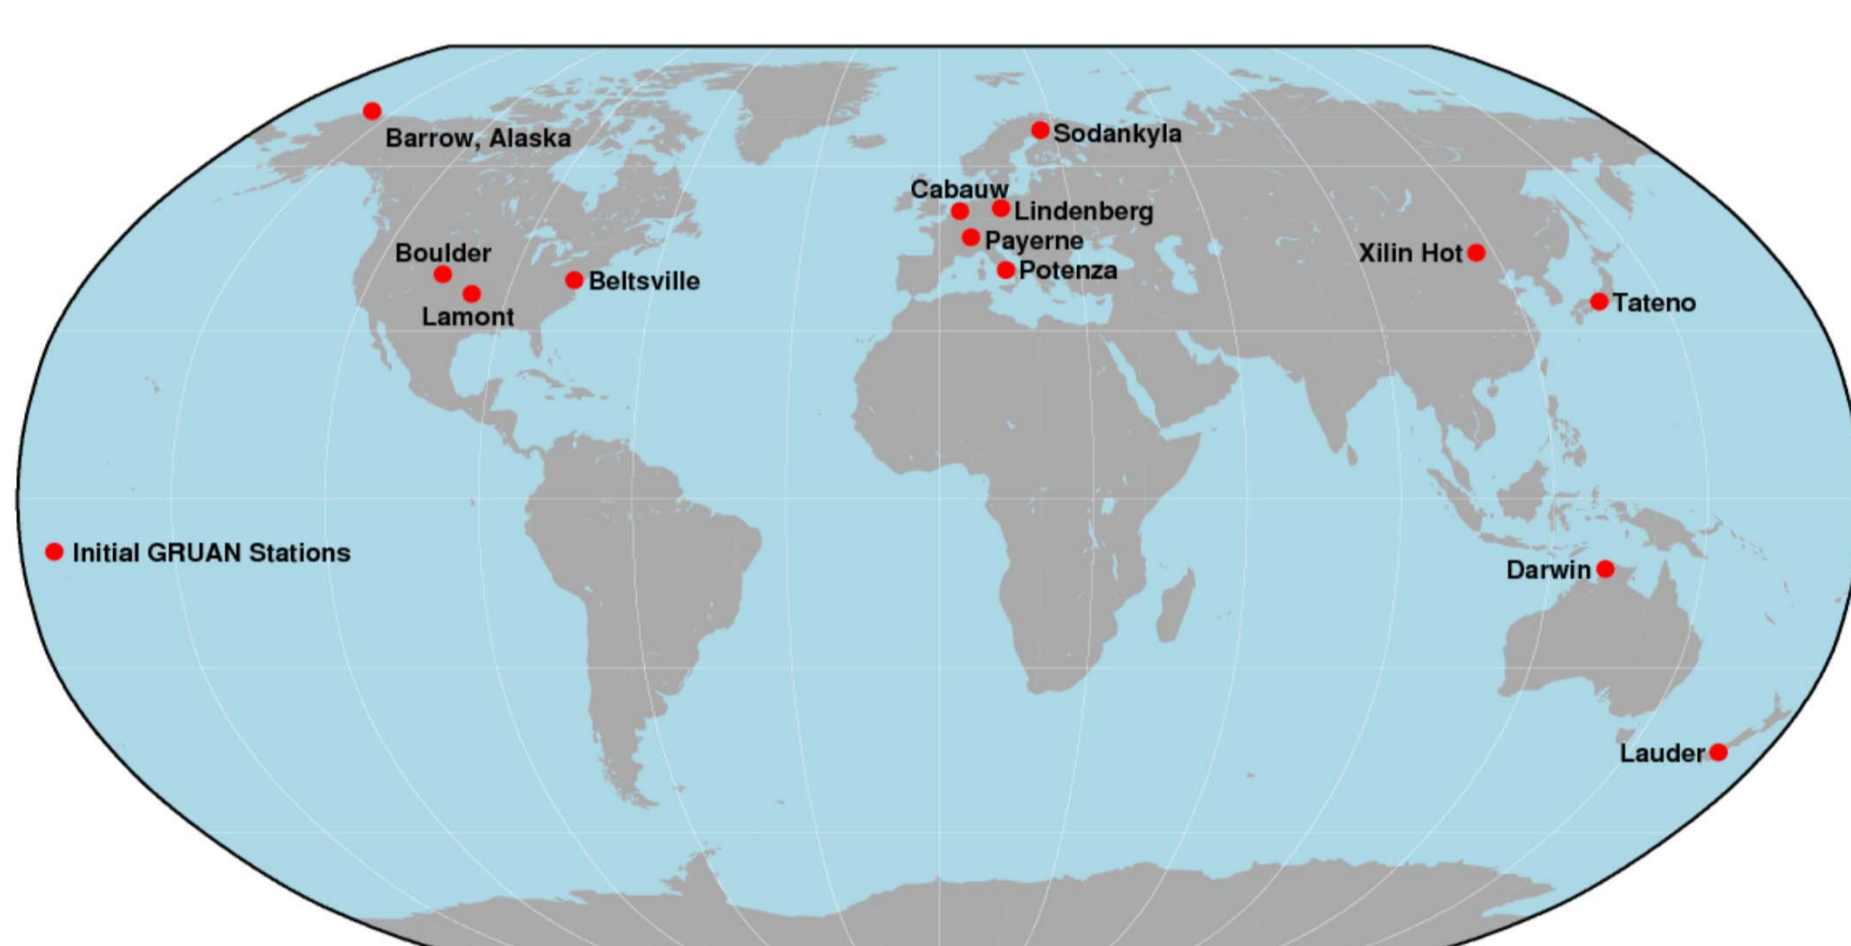 Barrow, Alaska
Sodankyla
Cabauw
Lindenberg
Payerne
Potenza
Boulder
Beltsville
Lamont
Xilin Hot
Tateno
Initial GRUAN Stations
Darwin
Lauder